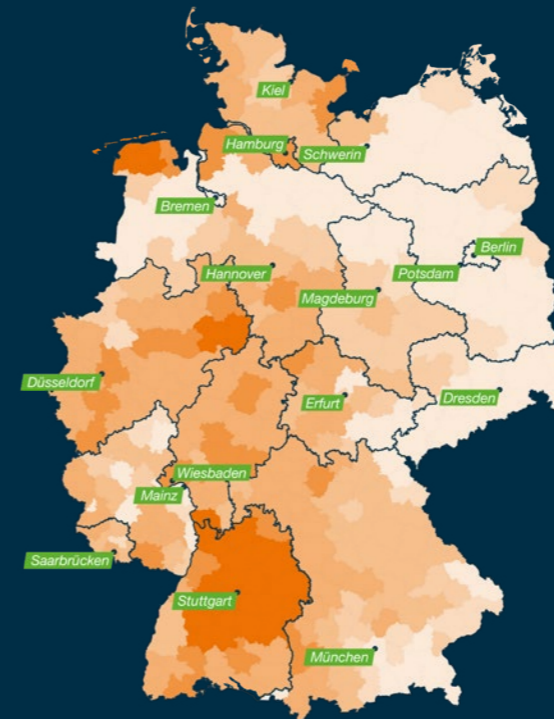 Kiel
Hamburg
Schwerin
Bremen
Berlin
Hannover
Potsdam
Magdeburg
Düsseldorf
Erfurt
Dresden
Wiesbaden
Mainz
Saarbrücken
Stuttgart
München